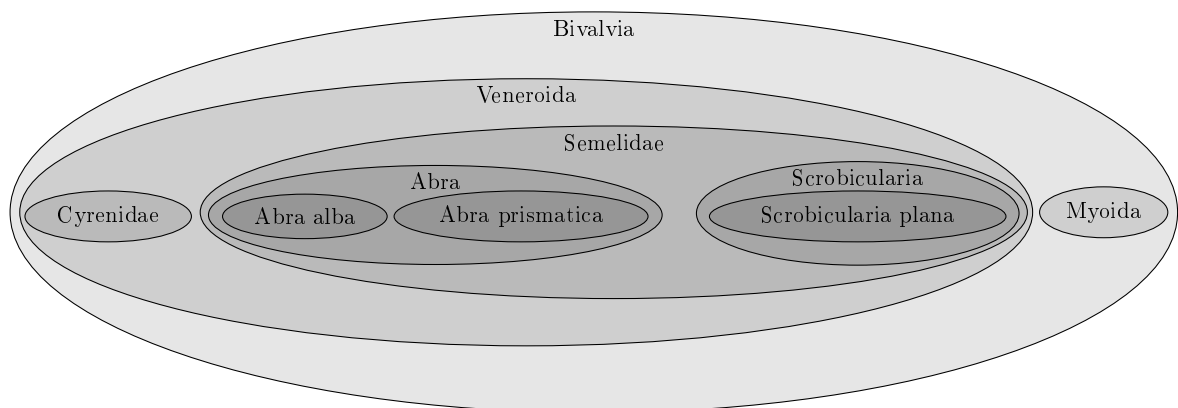 Bivalvia
Veneroida
Semelidae
Abra
Scrobicularia
Cyrenidae
Abra alba
Abra prismatica
Scrobicularia plana
Myoida